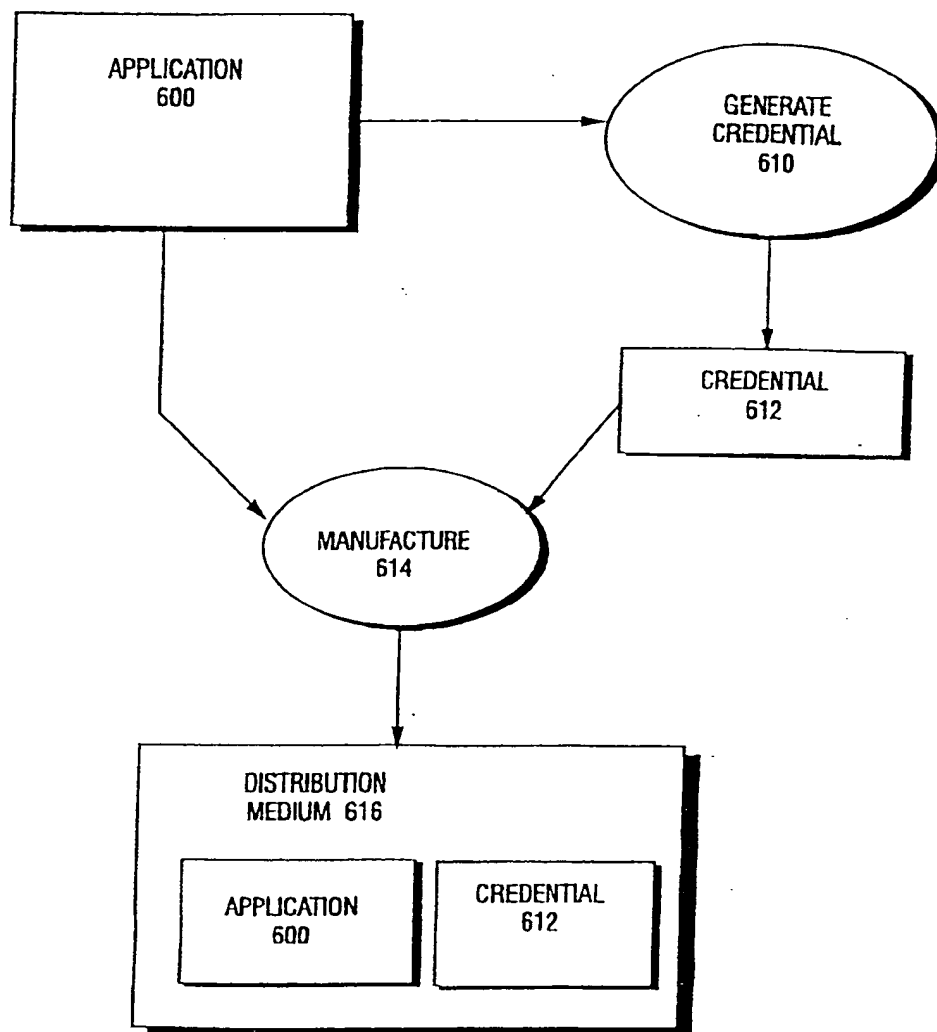 APPLICATION
600
GENERATE
CREDENTIAL
610
CREDENTIAL
612
MANUFACTURE
614
DISTRIBUTION
MEDIUM 616
APPLICATION
600
CREDENTIAL
612